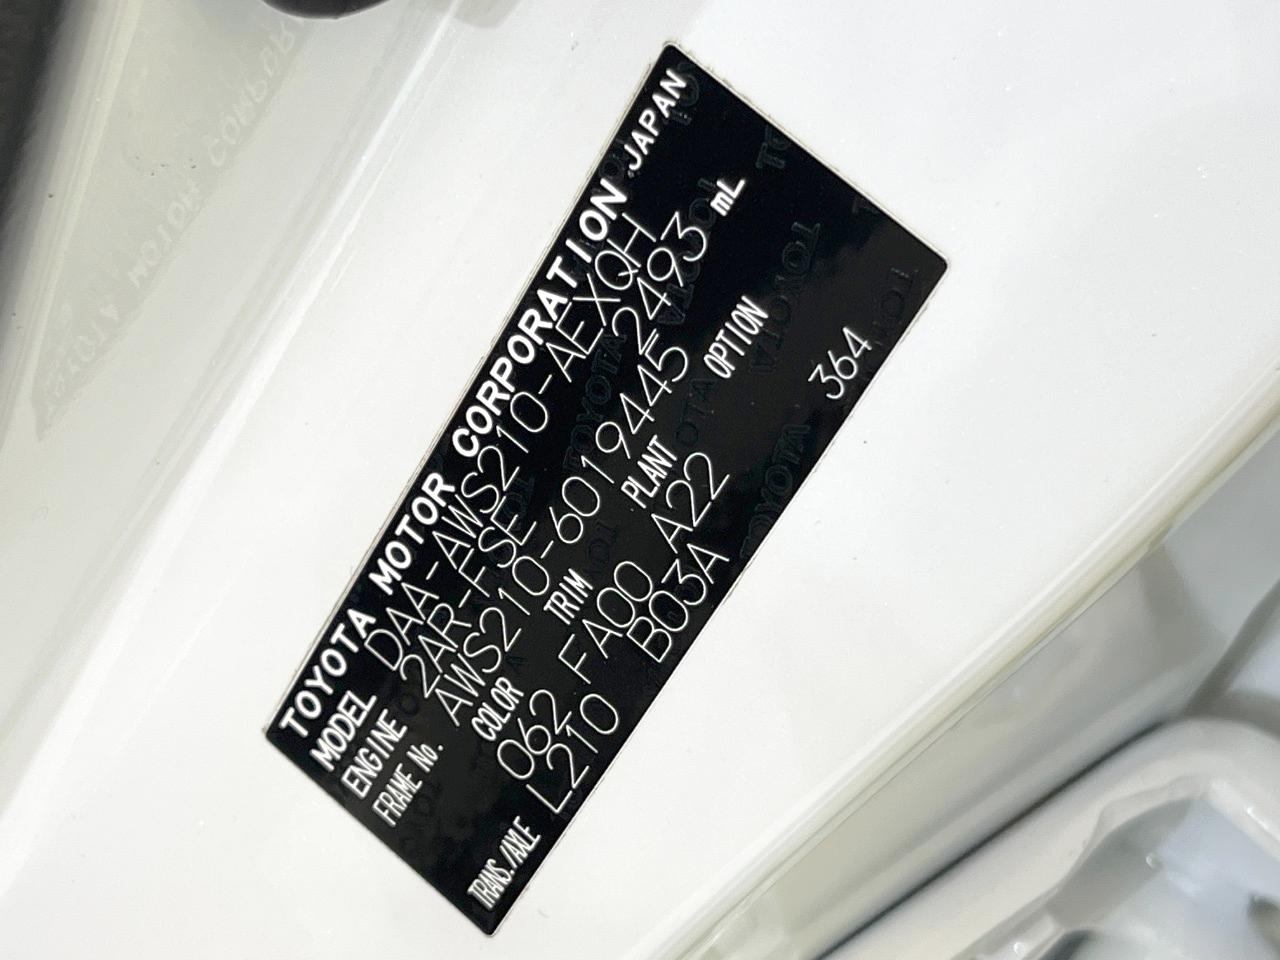 TOYOTA MOTOR CORPORATION JAPAN
MODEL DAA-AWS210-AEXQH
ENGINE 2AR-FSE 2493 mL
FRAME No. AWS210-6019445
COLOR TRIM PLANT OPTION
062 FA00 A22
TRANS./AXLE L210 B03A 364